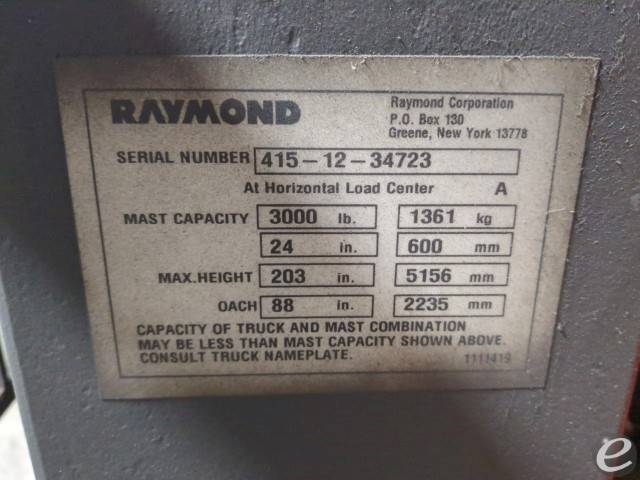 RAYMOND
Raymond Corporation
P.O. Box 130
Greene, New York 13778
SERIAL NUMBER 415-12-34723
At Horizontal Load Center A
MAST CAPACITY 3000 lb. 1361 kg
24 in. 600 mm
MAX.HEIGHT 203 in. 5156 mm
OACH 88 in. 2235 mm
CAPACITY OF TRUCK AND MAST COMBINATION
MAY BE LESS THAN MAST CAPACITY SHOWN ABOVE.
CONSULT TRUCK NAMEPLATE.
1111419
e